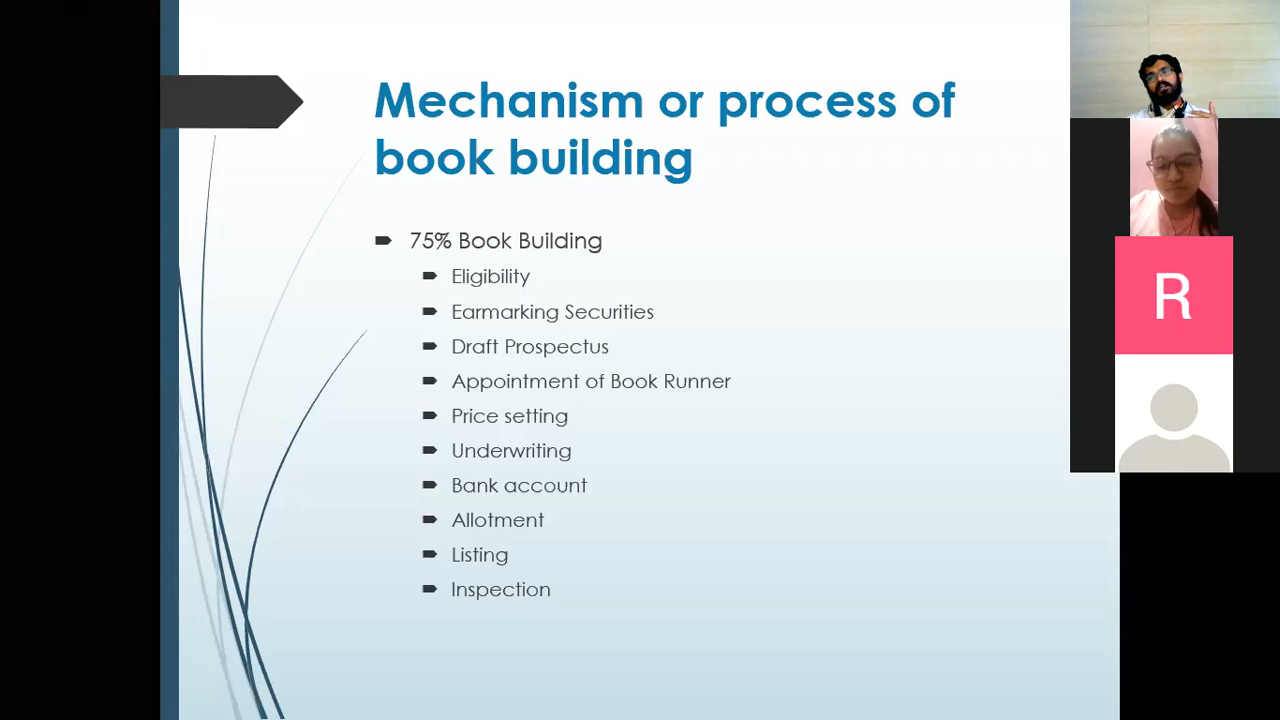 Mechanism or process of
book building
75% Book Building
Eligibility
Earmarking Securities
Draft Prospectus
Appointment of Book Runner
Price setting
Underwriting
Bank account
Allotment
Listing
Inspection
R